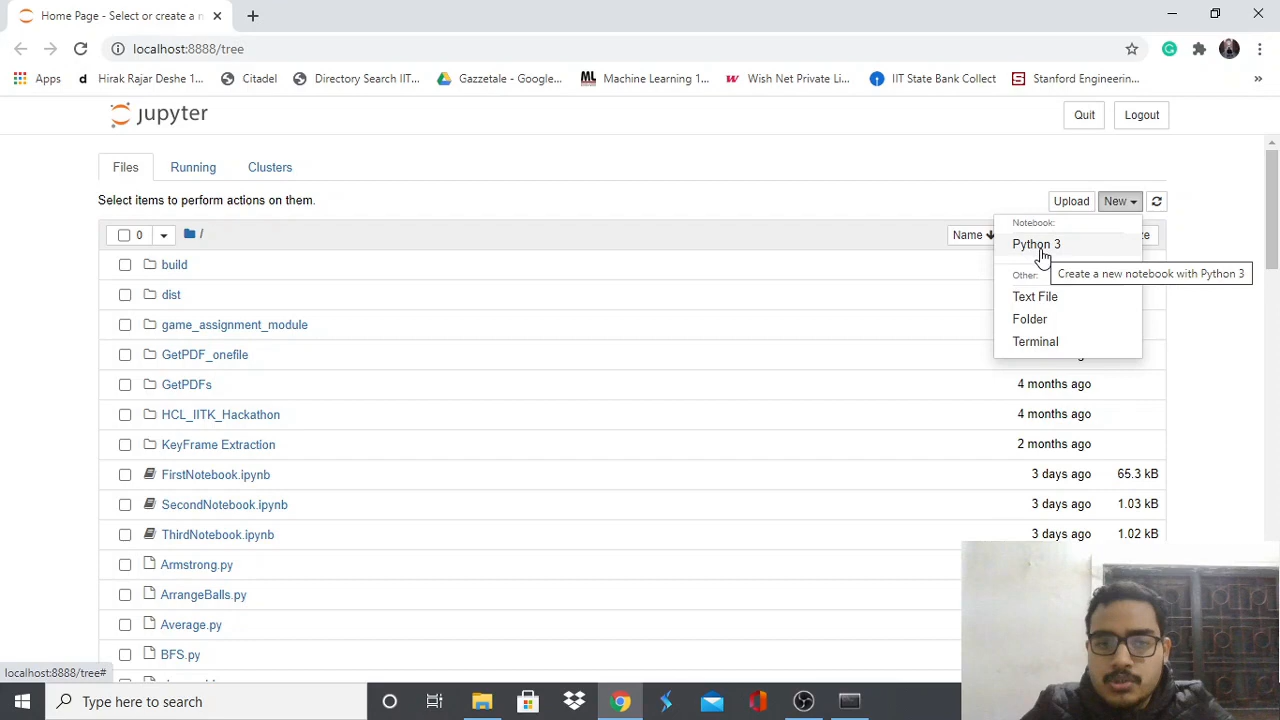 Home Page - Select or create a n
localhost:8888/tree
Apps
Hirak Rajar Deshe 1...
Citadel
Directory Search IIT...
Gazzetale - Google...
ML Machine Learning 1...
Wish Net Private Li...
IIT State Bank Collect
S Stanford Engineerin...
»
jupyter
Quit
Logout
Files
Running
Clusters
Select items to perform actions on them.
Upload
New
0
/
Name
Notebook:
Python 3
Create a new notebook with Python 3
Other:
Text File
Folder
Terminal
build
dist
game_assignment_module
GetPDF_onefile
GetPDFs
4 months ago
HCL_IITK_Hackathon
4 months ago
KeyFrame Extraction
2 months ago
FirstNotebook.ipynb
3 days ago
65.3 kB
SecondNotebook.ipynb
3 days ago
1.03 kB
ThirdNotebook.ipynb
3 days ago
1.02 kB
Armstrong.py
ArrangeBalls.py
Average.py
BFS.py
localhost:8888/tree#
Type here to search